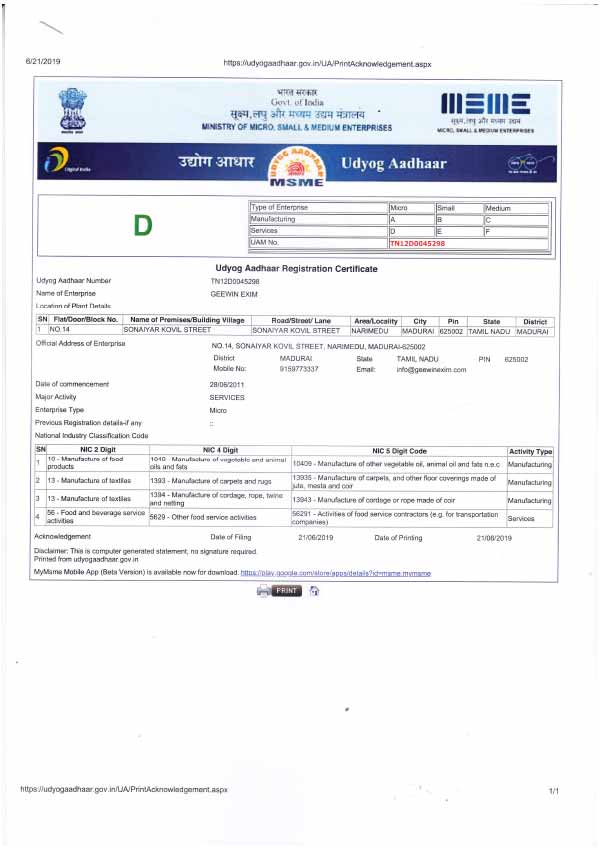 6/21/2019 https://udyogaadhaar.gov.in/UA/PrintAcknowledgement.aspx
भारत सरकार
Govt. of India
सूक्ष्म,लघु और मध्यम उद्यम मंत्रालय
MINISTRY OF MICRO, SMALL & MEDIUM ENTERPRISES
MSME
सूक्ष्म, लघु और मध्यम उद्यम
MICRO, SMALL & MEDIUM ENTERPRISES
Digital India
उद्योग आधार
UDYOG AADHAAR
MSME
Udyog Aadhaar
D
Type of Enterprise Micro Small Medium
Manufacturing A B C
Services D E F
UAM No. TN12D0045298
Udyog Aadhaar Registration Certificate
Udyog Aadhaar Number TN12D0045298
Name of Enterprise GEEWIN EXIM
Location of Plant Details
SN Flat/Door/Block No. Name of Premises/Building Village Road/Street/ Lane Area/Locality City Pin State District
1 NO.14 SONAIYAR KOVIL STREET SONAIYAR KOVIL STREET NARIMEDU MADURAI 625002 TAMIL NADU MADURAI
Official Address of Enterprise NO.14, SONAIYAR KOVIL STREET, NARIMEDU, MADURAI-625002
District MADURAI State TAMIL NADU PIN 625002
Mobile No: 9159773337 Email: info@geewinexim.com
Date of commencement 28/06/2011
Major Activity SERVICES
Enterprise Type Micro
Previous Registration details-if any ::
National Industry Classification Code
SN NIC 2 Digit NIC 4 Digit NIC 5 Digit Code Activity Type
1 10 - Manufacture of food products 1040 - Manufacture of vegetable and animal oils and fats 10409 - Manufacture of other vegetable oil, animal oil and fats n.e.c Manufacturing
2 13 - Manufacture of textiles 1393 - Manufacture of carpets and rugs 13935 - Manufacture of carpets, and other floor coverings made of jute, mesta and coir Manufacturing
3 13 - Manufacture of textiles 1394 - Manufacture of cordage, rope, twine and netting 13943 - Manufacture of cordage or rope made of coir Manufacturing
4 56 - Food and beverage service activities 5629 - Other food service activities 56291 - Activities of food service contractors (e.g. for transportation companies) Services
Acknowledgement Date of Filing 21/06/2019 Date of Printing 21/06/2019
Disclaimer: This is computer generated statement, no signature required.
Printed from udyogaadhaar.gov.in
MyMsme Mobile App (Beta Version) is available now for download. https://play.google.com/store/apps/details?id=msme.mymsme
PRINT
https://udyogaadhaar.gov.in/UA/PrintAcknowledgement.aspx 1/1